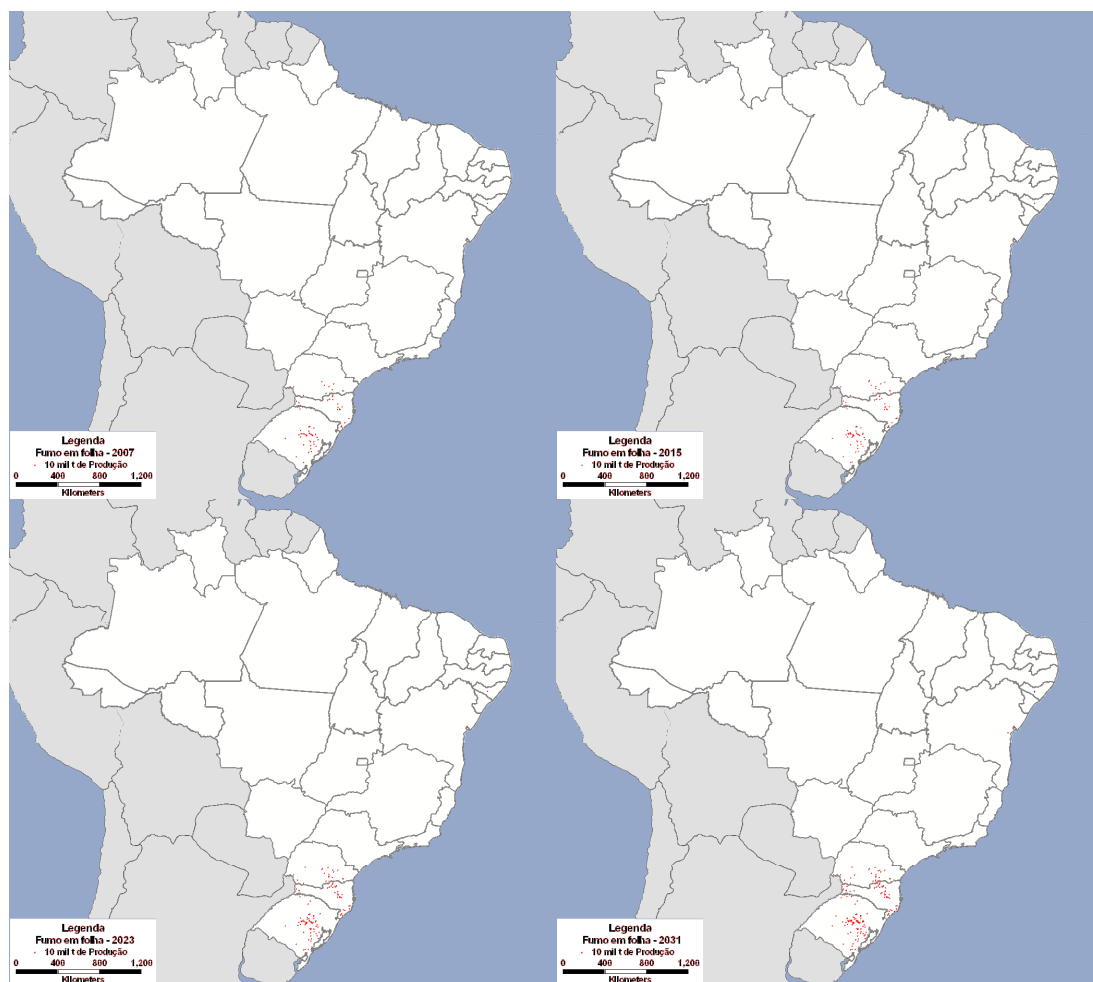 Legenda
Fumo em folha - 2007
10 mil t de Produção
0 400 800 1,200
Kilometers
Legenda
Fumo em folha - 2015
10 mil t de Produção
0 400 800 1,200
Kilometers
Legenda
Fumo em folha - 2023
10 mil t de Produção
0 400 800 1,200
Kilometers
Legenda
Fumo em folha - 2031
10 mil t de Produção
0 400 800 1,200
Kilometers